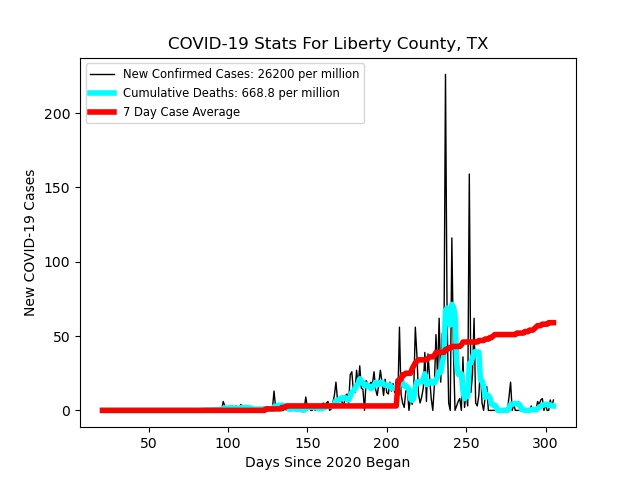 COVID-19 Stats For Liberty County, TX
New Confirmed Cases: 26200 per million
Cumulative Deaths: 668.8 per million
7 Day Case Average
New COVID-19 Cases
200
150
100
50
0
50 100 150 200 250 300
Days Since 2020 Began